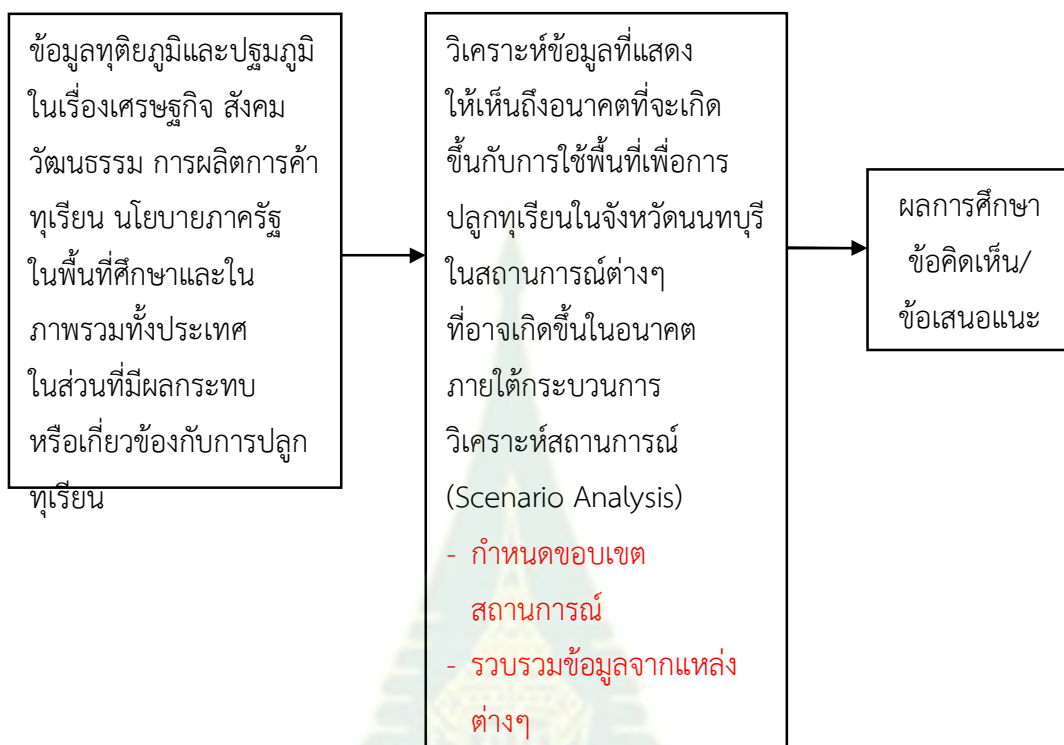 ข้อมูลทุติยภูมิและปฐมภูมิ
ในเรื่องเศรษฐกิจ สังคม
วัฒนธรรม การผลิตการค้า
ทุเรียน นโยบายภาครัฐ
ในพื้นที่ศึกษาและใน
ภาพรวมทั้งประเทศ
ในส่วนที่มีผลกระทบ
หรือเกี่ยวข้องกับการปลูก
ทุเรียน
วิเคราะห์ข้อมูลที่แสดง
ให้เห็นถึงอนาคตที่จะเกิด
ขึ้นกับการใช้พื้นที่เพื่อการ
ปลูกทุเรียนในจังหวัดนนทบุรี
ในสถานการณ์ต่างๆ
ที่อาจเกิดขึ้นในอนาคต
ภายใต้กระบวนการ
วิเคราะห์สถานการณ์
(Scenario Analysis)
- กำหนดขอบเขต
สถานการณ์
- รวบรวมข้อมูลจากแหล่ง
ต่างๆ
ผลการศึกษา
ข้อคิดเห็น/
ข้อเสนอแนะ